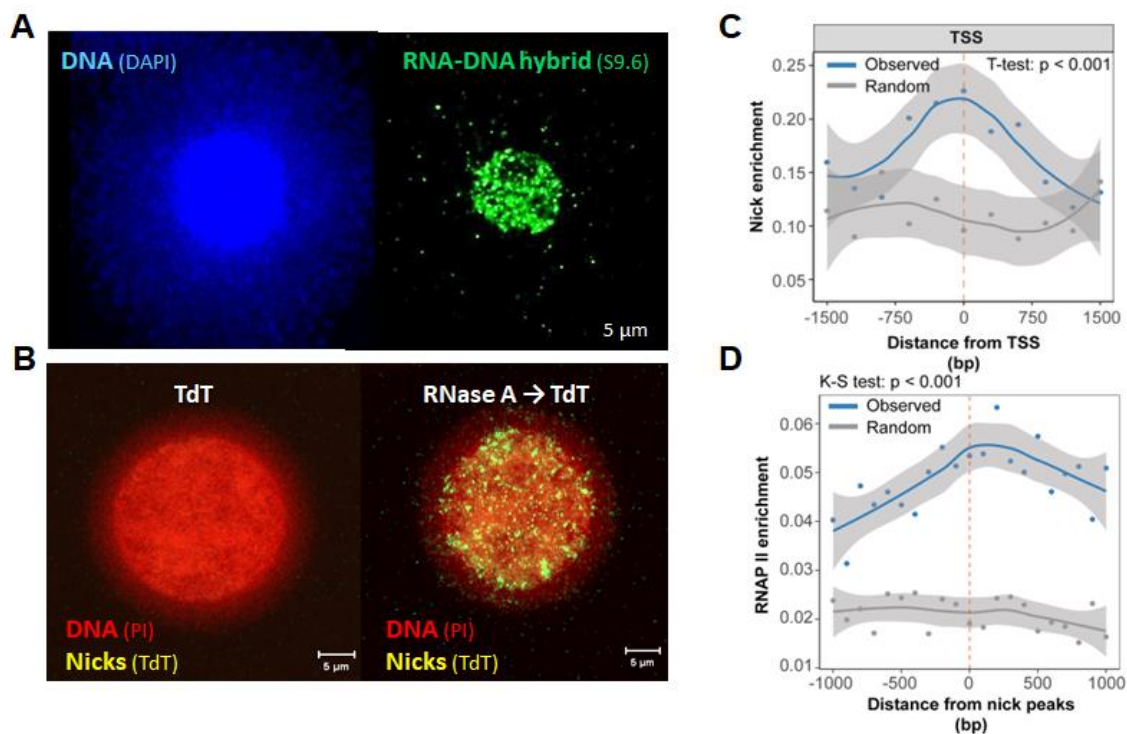 A
DNA (DAPI)
RNA-DNA hybrid (S9.6)
5 µm
B
TdT
DNA (PI)
Nicks (TdT)
5 µm
RNase A → TdT
DNA (PI)
Nicks (TdT)
5 µm
C
TSS
Observed
Random
T-test: p < 0.001
0.25
0.20
0.15
0.10
0.05
Nick enrichment
-1500
-750
0
750
1500
Distance from TSS
(bp)
D
K-S test: p < 0.001
Observed
Random
0.06
0.05
0.04
0.03
0.02
0.01
RNAP II enrichment
-1000
-500
0
500
1000
Distance from nick peaks
(bp)